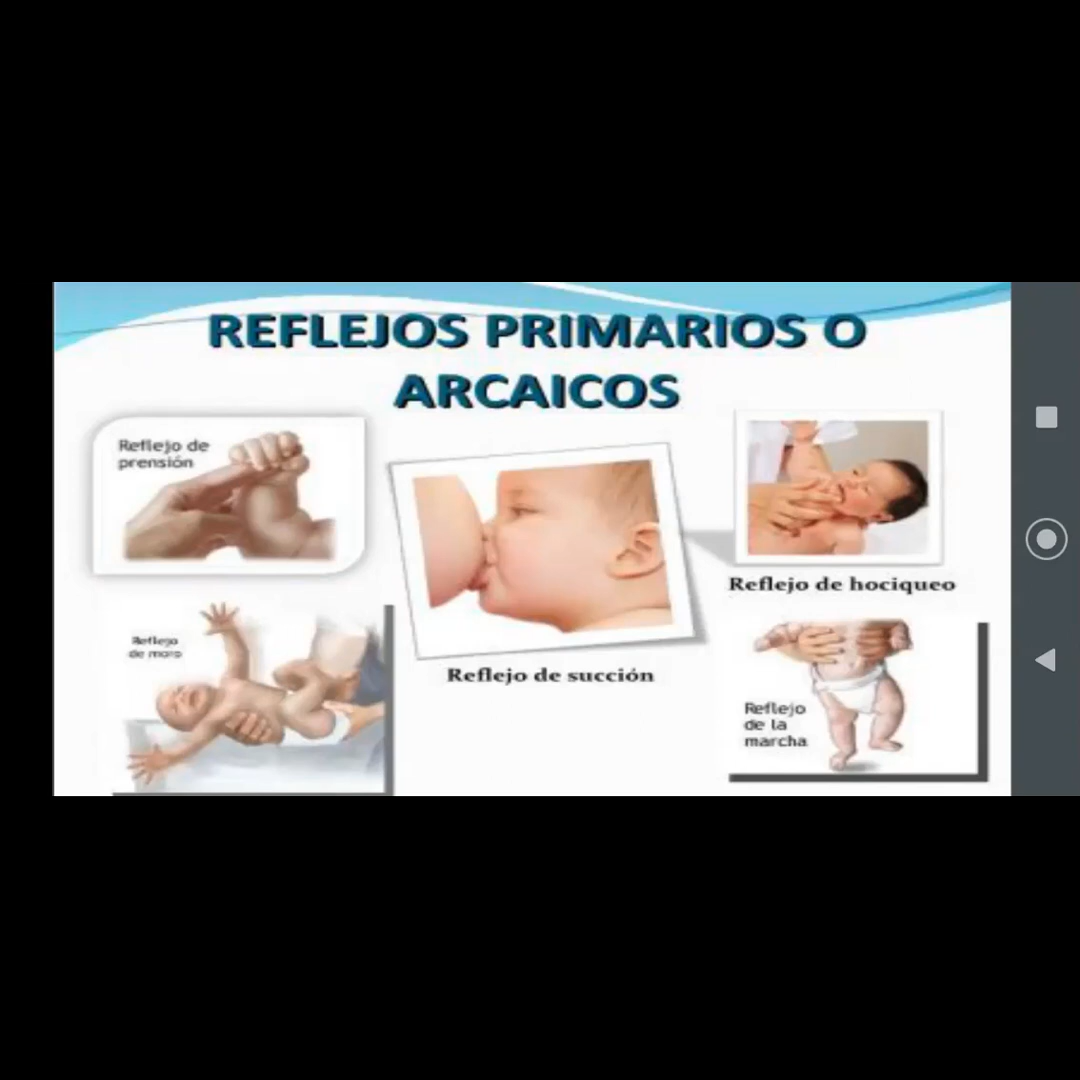 REFLEJOS PRIMARIOS O
ARCAICOS
Reflejo de
prensión
Reflejo de succión
Reflejo de hociqueo
Reflejo
de moro
Reflejo
de la
marcha